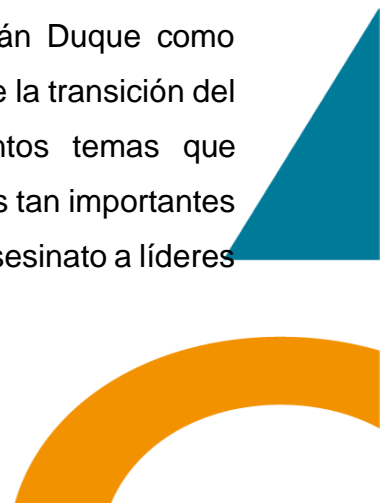 án Duque como
e la transición del
ntos temas que
s tan importantes
sesinato a líderes